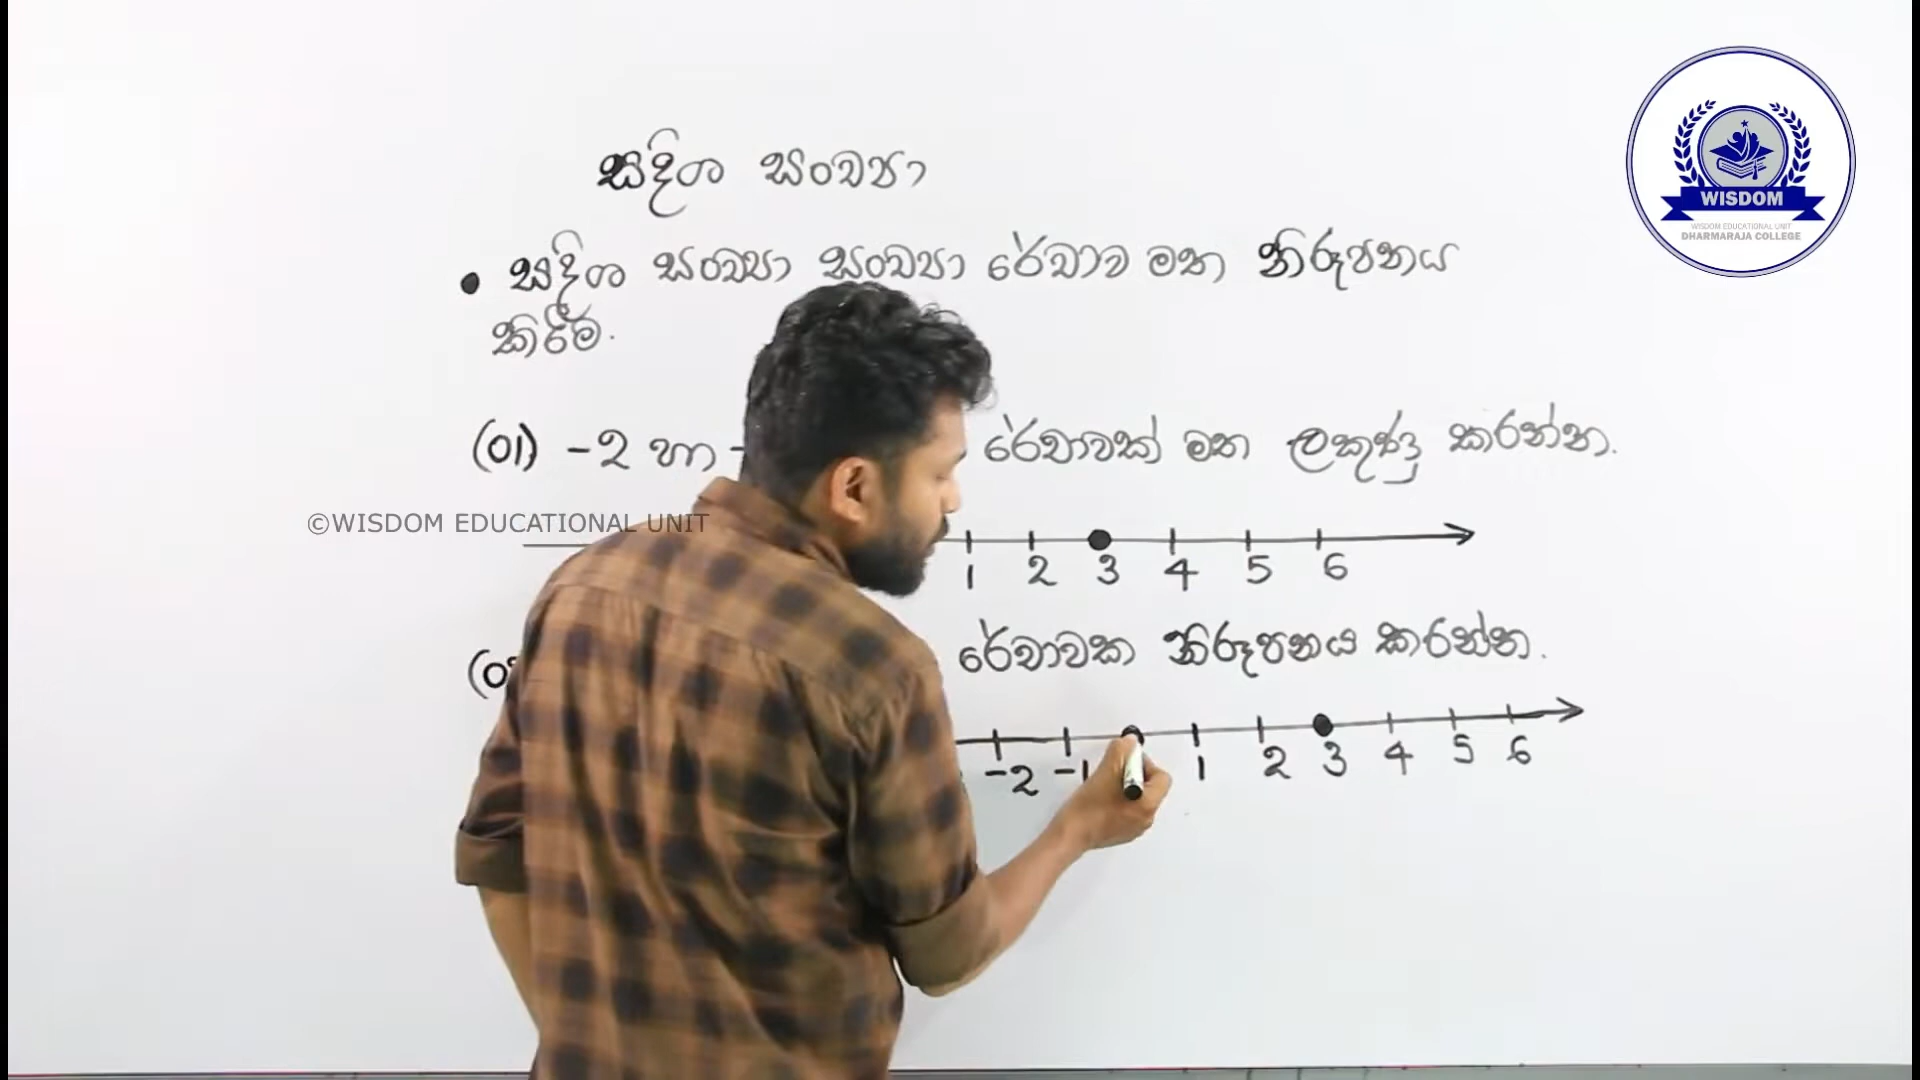 සදිශ සංඛ්‍යා
• සදිශ සංඛ්‍යා සංඛ්‍යා රේඛාව මත නිරූපනය
කිරීම.
(01) -2 හා රේඛාවක් මත ලකුණු කරන්න.
1 2 3 4 5 6
රේඛාවක නිරූපනය කරන්න.
-2 -1 1 2 3 4 5 6
©WISDOM EDUCATIONAL UNIT
WISDOM
WISDOM EDUCATIONAL UNIT
DHARMARAJA COLLEGE